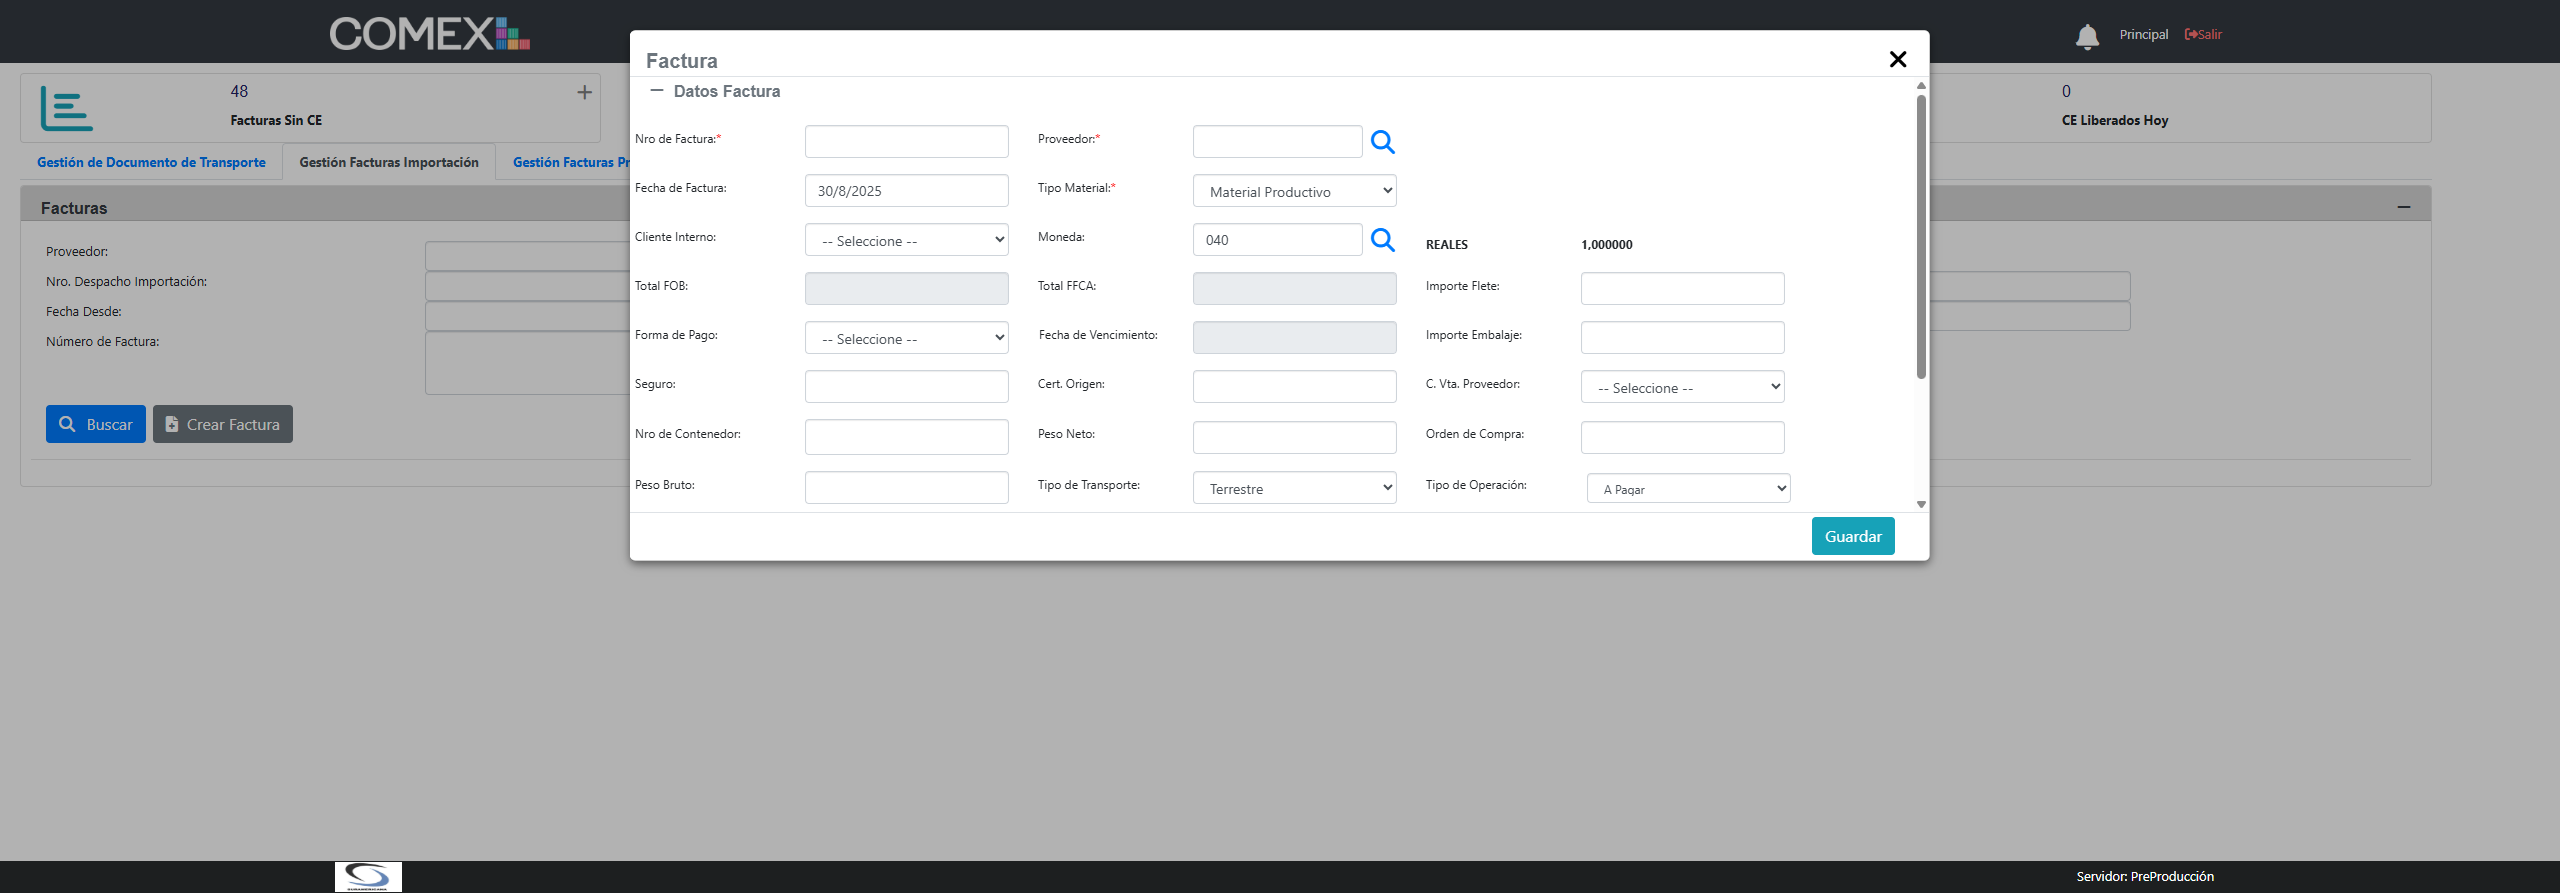 COMEX
Principal
Salir
48
Facturas Sin CE
0
CE Liberados Hoy
Gestión de Documento de Transporte
Gestión Facturas Importación
Gestión Facturas Pr
Facturas
Proveedor:
Nro. Despacho Importación:
Fecha Desde:
Número de Factura:
Buscar
Crear Factura
Factura
Datos Factura
Nro de Factura:*
Proveedor:*
Fecha de Factura:
30/8/2025
Tipo Material:*
Material Productivo
Cliente Interno:
-- Seleccione --
Moneda:
040
REALES
1,000000
Total FOB:
Total FFCA:
Importe Flete:
Forma de Pago:
-- Seleccione --
Fecha de Vencimiento:
Importe Embalaje:
Seguro:
Cert. Origen:
C. Vta. Proveedor:
-- Seleccione --
Nro de Contenedor:
Peso Neto:
Orden de Compra:
Peso Bruto:
Tipo de Transporte:
Terrestre
Tipo de Operación:
A Pagar
Guardar
Servidor: PreProducción